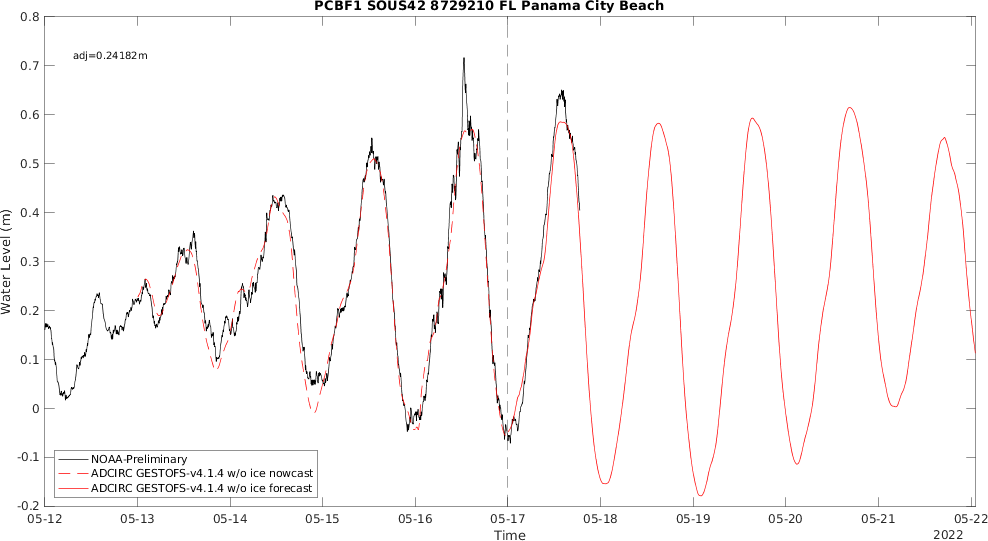 PCBF1 SOUS42 8729210 FL Panama City Beach
0.8
adj=0.24182m
0.7
0.6
0.5
0.4
0.3
0.2
0.1
0
-0.1
-0.2
Water Level (m)
NOAA-Preliminary
ADCIRC GESTOFS-v4.1.4 w/o ice nowcast
ADCIRC GESTOFS-v4.1.4 w/o ice forecast
05-12 05-13 05-14 05-15 05-16 05-17 05-18 05-19 05-20 05-21 05-22
Time
2022